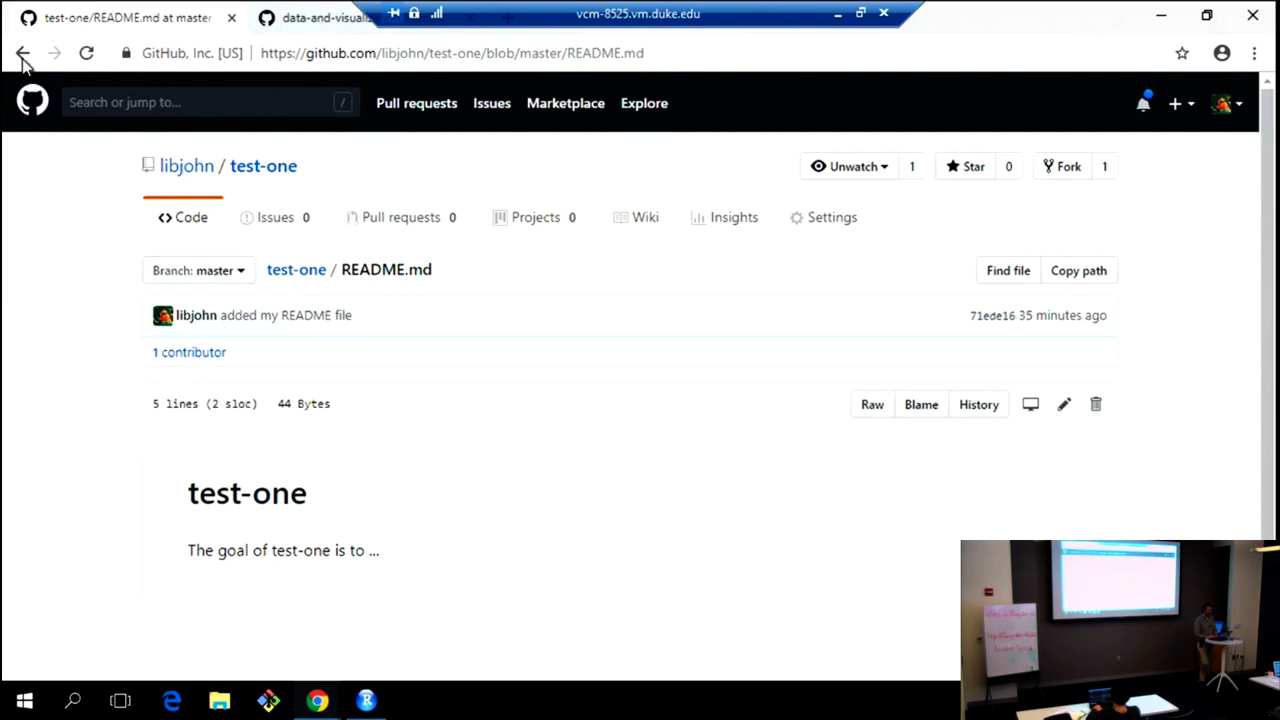 test-one/README.md at master
data-and-visuali
vcm-8525.vm.duke.edu
GitHub, Inc. [US]
https://github.com/libjohn/test-one/blob/master/README.md
Search or jump to...
/
Pull requests
Issues
Marketplace
Explore
libjohn / test-one
Unwatch 1
Star 0
Fork 1
Code
Issues 0
Pull requests 0
Projects 0
Wiki
Insights
Settings
Branch: master
test-one / README.md
Find file
Copy path
libjohn added my README file
71ede16 35 minutes ago
1 contributor
5 lines (2 sloc) 44 Bytes
Raw
Blame
History
test-one
The goal of test-one is to ...